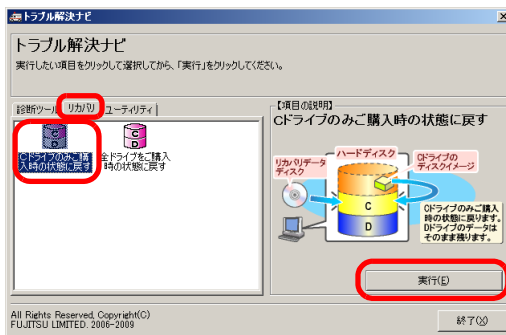 トラブル解決ナビ
トラブル解決ナビ
実行したい項目をクリックして選択してから、「実行」をクリックしてください。
診断ツール リカバリ ユーティリティ
Cドライブのみご購
入時の状態に戻す
全ドライブをご購入
時の状態に戻す
【項目の説明】
Cドライブのみご購入時の状態に戻す
リカバリデータ
ディスク
ハードディスク
Cドライブの
ディスクイメージ
C
D
Cドライブのみご購入
時の状態に戻ります。
Dドライブのデータは
そのまま残ります。
実行(E)
All Rights Reserved, Copyright(C)
FUJITSU LIMITED. 2006-2009
終了(X)